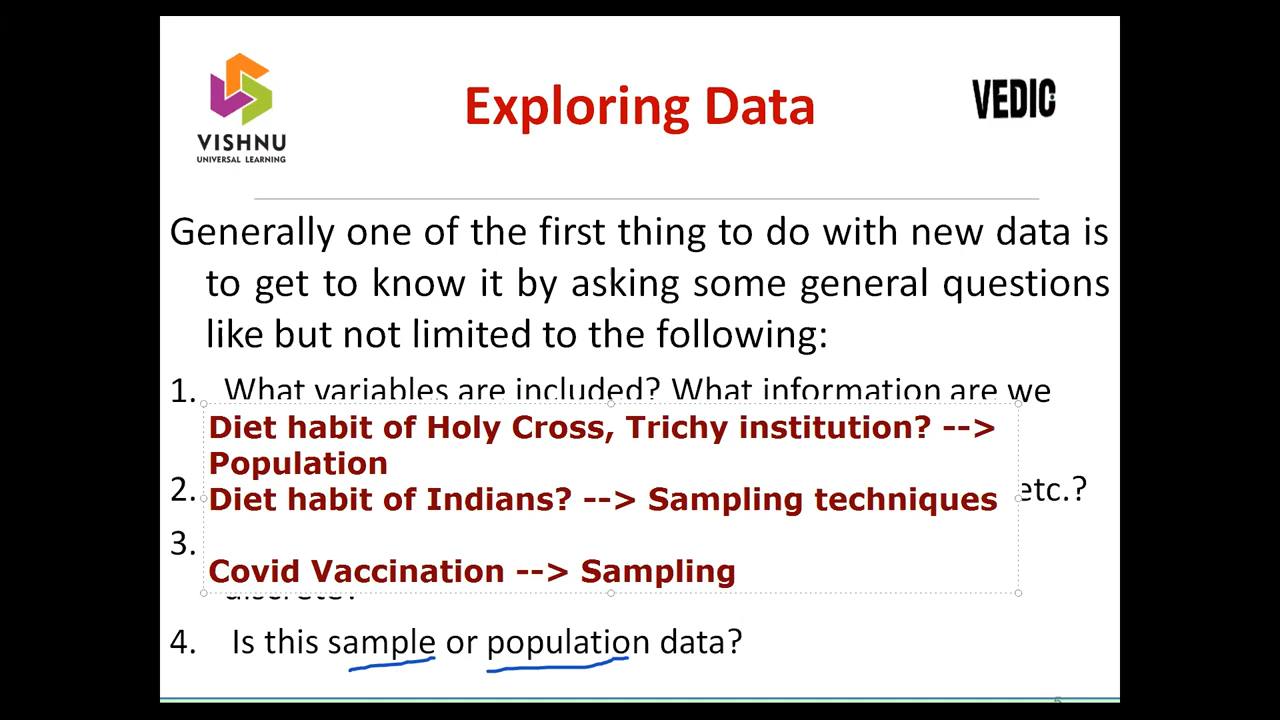 VISHNU
UNIVERSAL LEARNING
Exploring Data
VEDIC
Generally one of the first thing to do with new data is
to get to know it by asking some general questions
like but not limited to the following:
1. What variables are included? What information are we
Diet habit of Holy Cross, Trichy institution? -->
Population
2. etc.?
Diet habit of Indians? --> Sampling techniques
3.
Covid Vaccination --> Sampling
discrete?
4. Is this sample or population data?